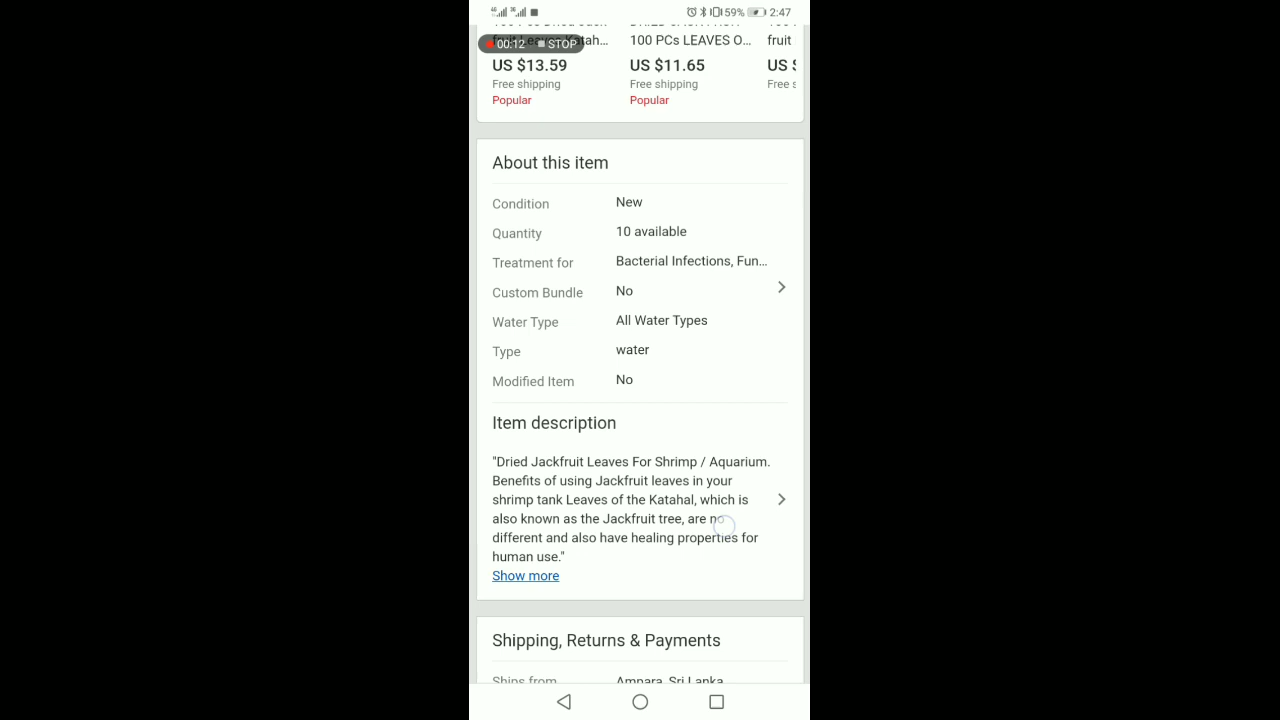 59% 2:47
100 PCs LEAVES O... fruit
00:12 STOP
US $13.59 US $11.65 US $
Free shipping Free shipping Free
Popular Popular
About this item
Condition New
Quantity 10 available
Treatment for Bacterial Infections, Fun...
Custom Bundle No
Water Type All Water Types
Type water
Modified Item No
Item description
"Dried Jackfruit Leaves For Shrimp / Aquarium.
Benefits of using Jackfruit leaves in your
shrimp tank Leaves of the Katahal, which is
also known as the Jackfruit tree, are no
different and also have healing properties for
human use."
Show more
Shipping, Returns & Payments
Ships from Ampara, Sri Lanka